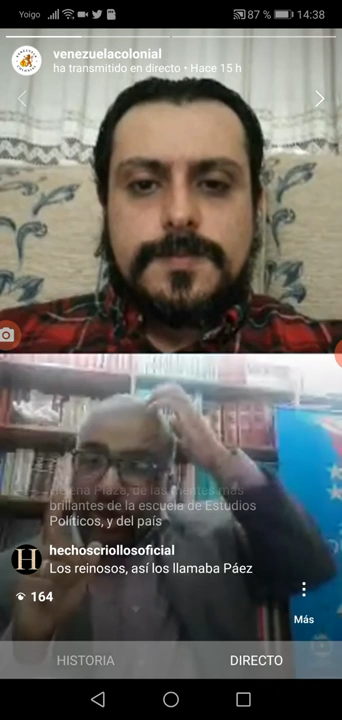 Yoigo 87 % 14:38
venezuelacolonial
ha transmitido en directo • Hace 15 h
Helena Plaza, de las mentes más
brillantes de la escuela de Estudios
Políticos, y del país
H hechoscriollosoficial
Los reinosos, así los llamaba Páez
164
Más
HISTORIA DIRECTO